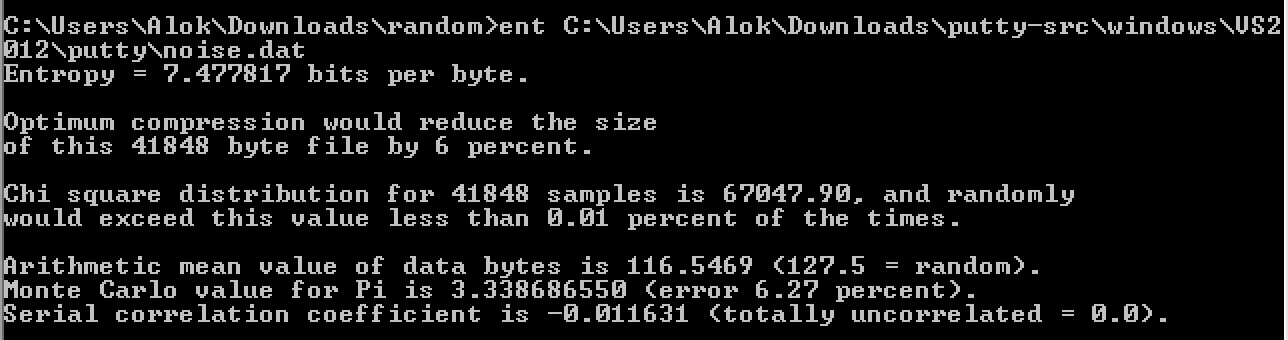 C:\Users\Alok\Downloads\random>ent C:\Users\Alok\Downloads\putty-src\windows\VS2
012\putty\noise.dat
Entropy = 7.477817 bits per byte.
Optimum compression would reduce the size
of this 41848 byte file by 6 percent.
Chi square distribution for 41848 samples is 67047.90, and randomly
would exceed this value less than 0.01 percent of the times.
Arithmetic mean value of data bytes is 116.5469 (127.5 = random).
Monte Carlo value for Pi is 3.338686550 (error 6.27 percent).
Serial correlation coefficient is -0.011631 (totally uncorrelated = 0.0).